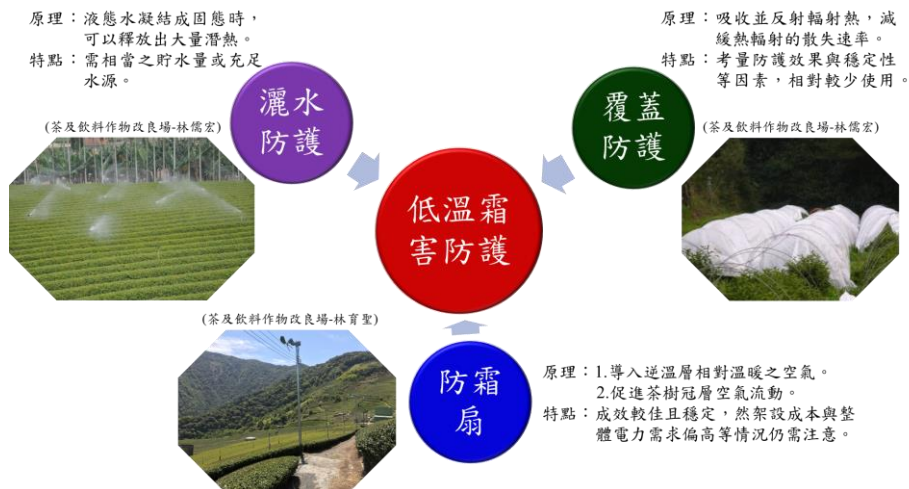 原理：液態水凝結成固態時，
可以釋放出大量潛熱。
特點：需相當之貯水量或充足
水源。
灑水
防護
(茶及飲料作物改良場-林儒宏)
原理：吸收並反射輻射熱，減
緩熱輻射的散失速率。
特點：考量防護效果與穩定性
等因素，相對較少使用。
覆蓋
防護
(茶及飲料作物改良場-林儒宏)
低溫霜
害防護
(茶及飲料作物改良場-林育聖)
防霜
扇
原理：1.導入逆溫層相對溫暖之空氣。
2.促進茶樹冠層空氣流動。
特點：成效較佳且穩定，然架設成本與整
體電力需求偏高等情況仍需注意。